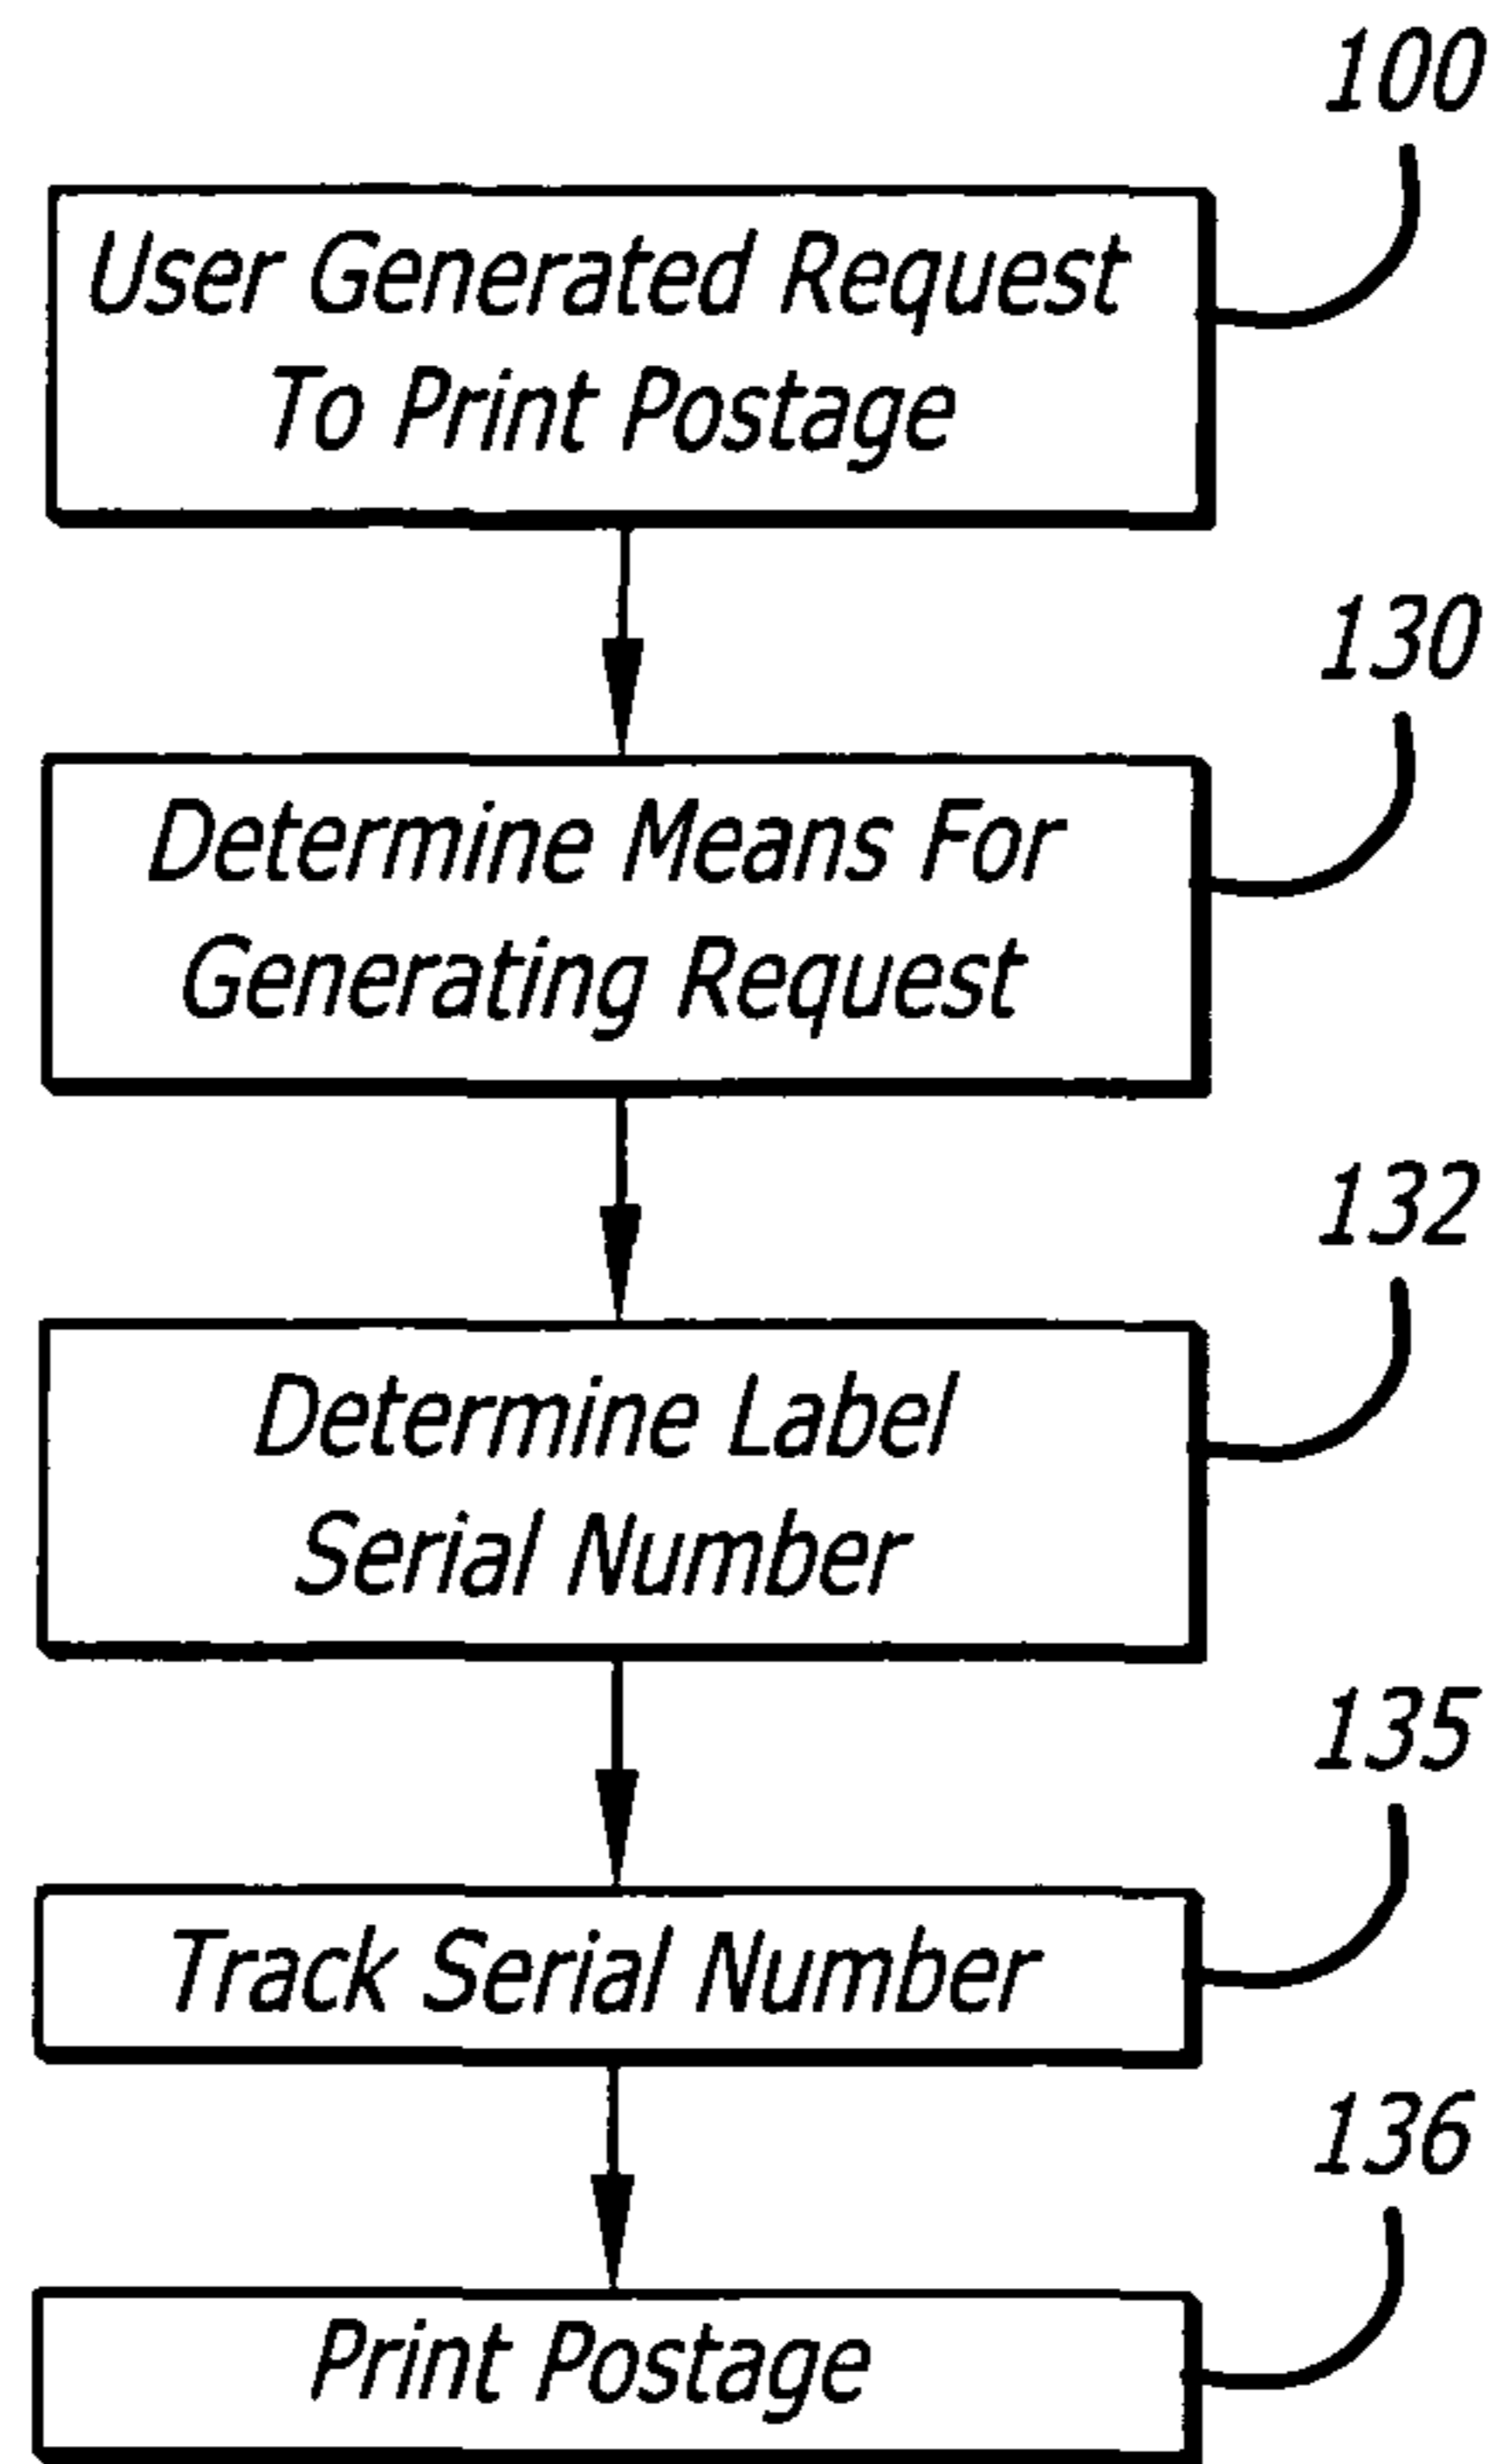 100
User Generated Request
To Print Postage
130
Determine Means For
Generating Request
132
Determine Label
Serial Number
135
Track Serial Number
136
Print Postage